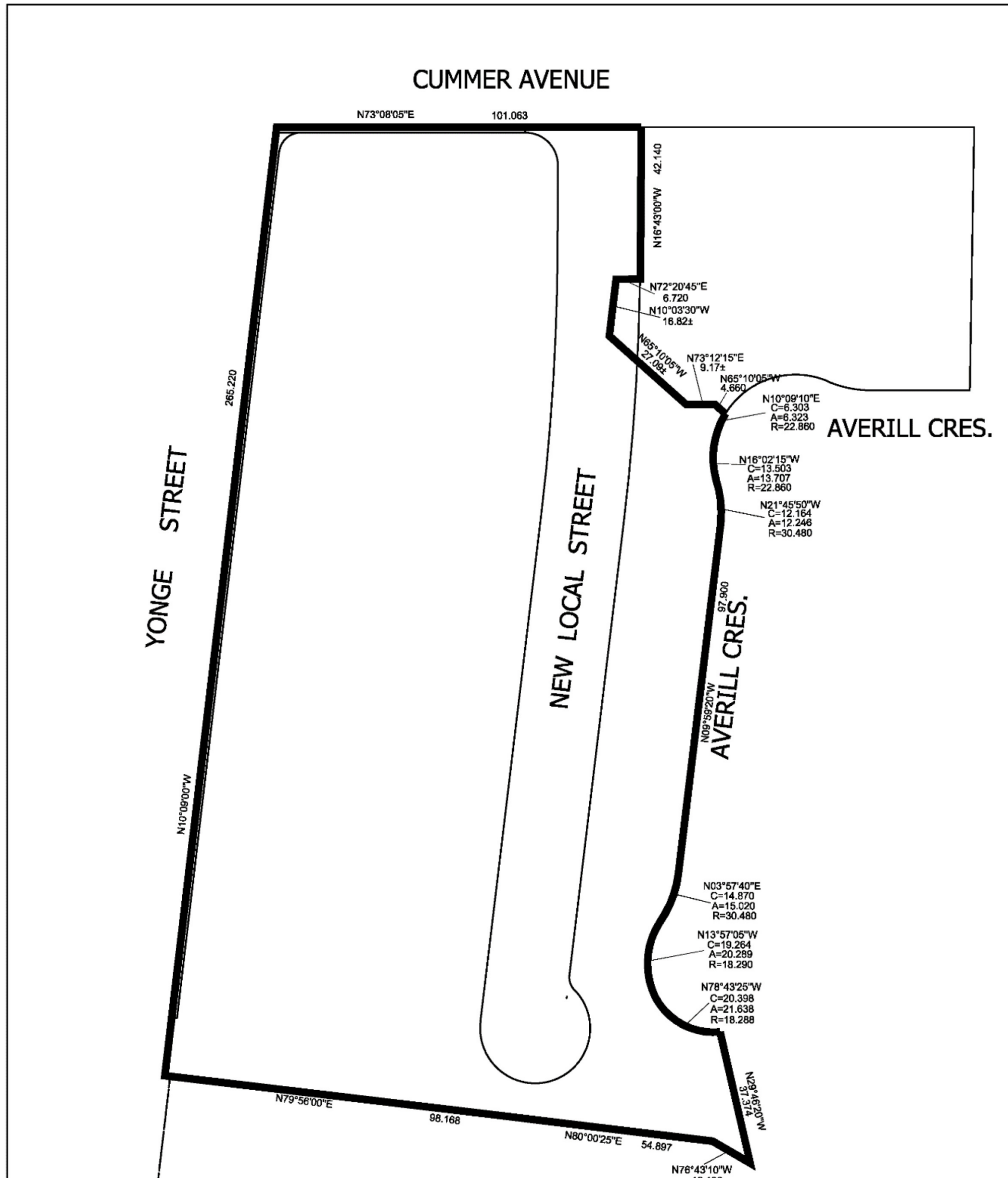 CUMMER AVENUE
N73°08'05"E 101.063
42.140
N16°43'00"W
N72°20'45"E
6.720
N10°03'30"W
16.82±
N65°10'05"W
27.09±
N73°12'15"E
9.17±
N65°10'05"W
4.660
N10°09'10"E
C=6.303
A=6.323
R=22.860
AVERILL CRES.
N16°02'15"W
C=13.503
A=13.707
R=22.860
N21°45'50"W
C=12.164
A=12.246
R=30.480
265.220
YONGE STREET
NEW LOCAL STREET
97.900
N09°59'20"W
AVERILL CRES.
N10°09'00"W
N03°57'40"E
C=14.870
A=15.020
R=30.480
N13°57'05"W
C=19.264
A=20.289
R=18.290
N78°43'25"W
C=20.398
A=21.638
R=18.288
N29°46'20"W
37.374
N79°56'00"E
98.168
N80°00'25"E 54.897
N76°43'10"W